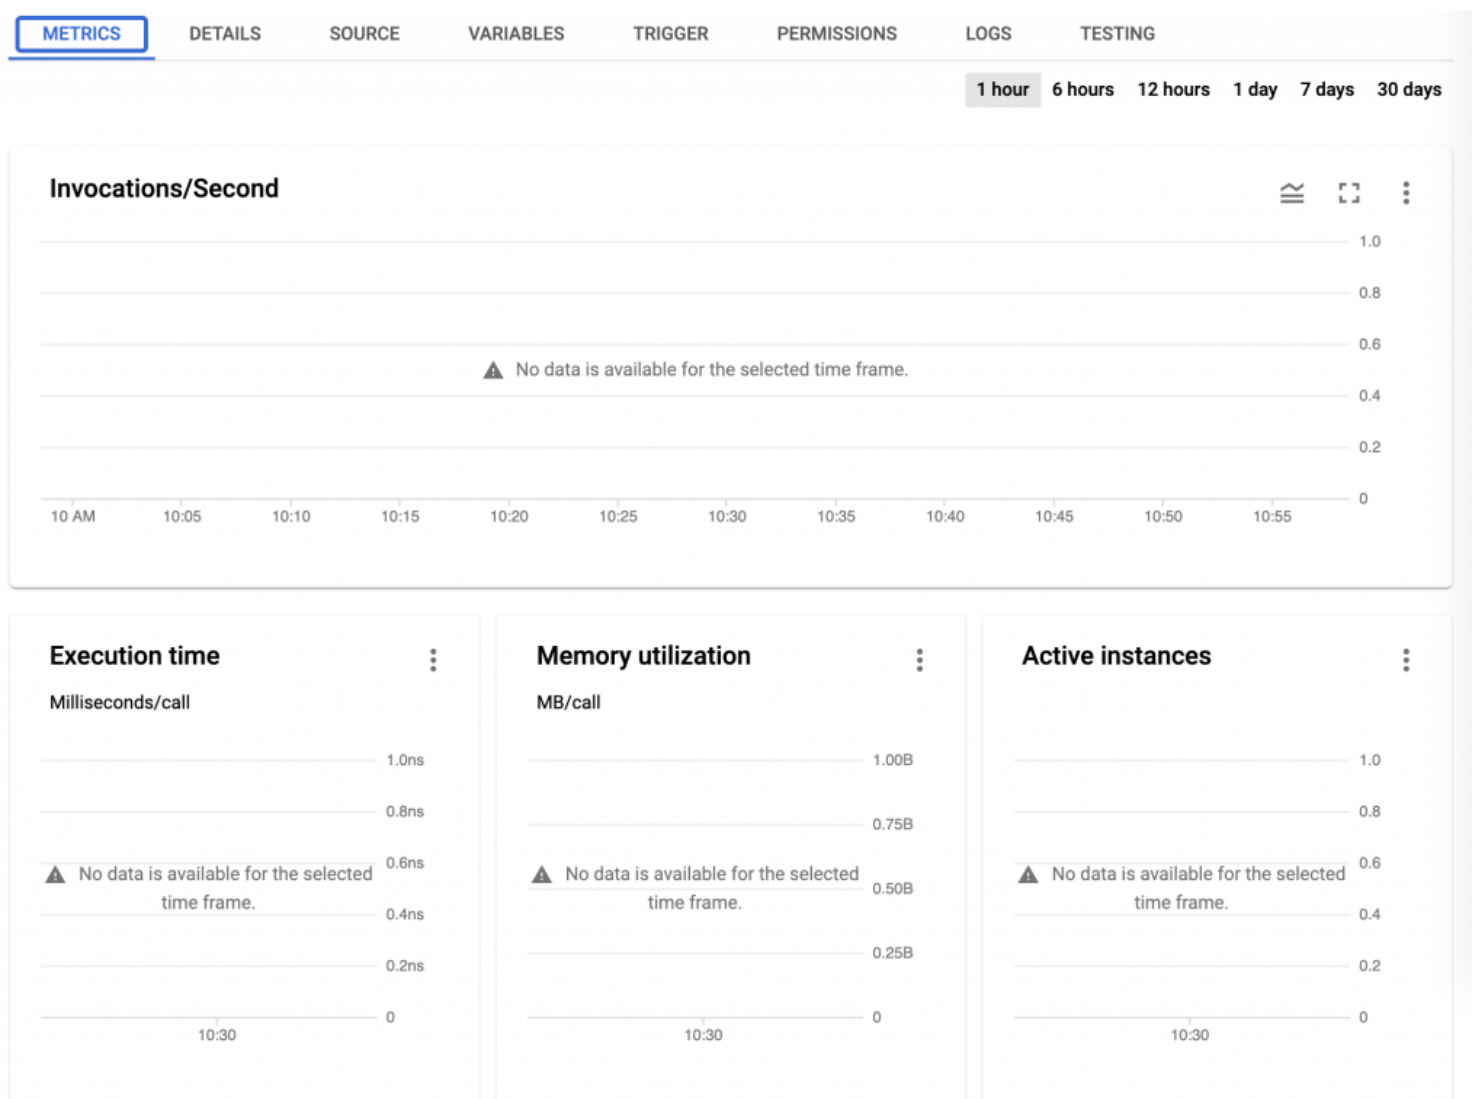 METRICS DETAILS SOURCE VARIABLES TRIGGER PERMISSIONS LOGS TESTING
1 hour 6 hours 12 hours 1 day 7 days 30 days
Invocations/Second
1.0
0.8
0.6
No data is available for the selected time frame.
0.4
0.2
0
10 AM 10:05 10:10 10:15 10:20 10:25 10:30 10:35 10:40 10:45 10:50 10:55
Execution time
Milliseconds/call
1.0ns
0.8ns
0.6ns
No data is available for the selected
time frame.
0.4ns
0.2ns
0
10:30
Memory utilization
MB/call
1.00B
0.75B
No data is available for the selected
0.50B
time frame.
0.25B
0
10:30
Active instances
1.0
0.8
0.6
No data is available for the selected
time frame.
0.4
0.2
0
10:30